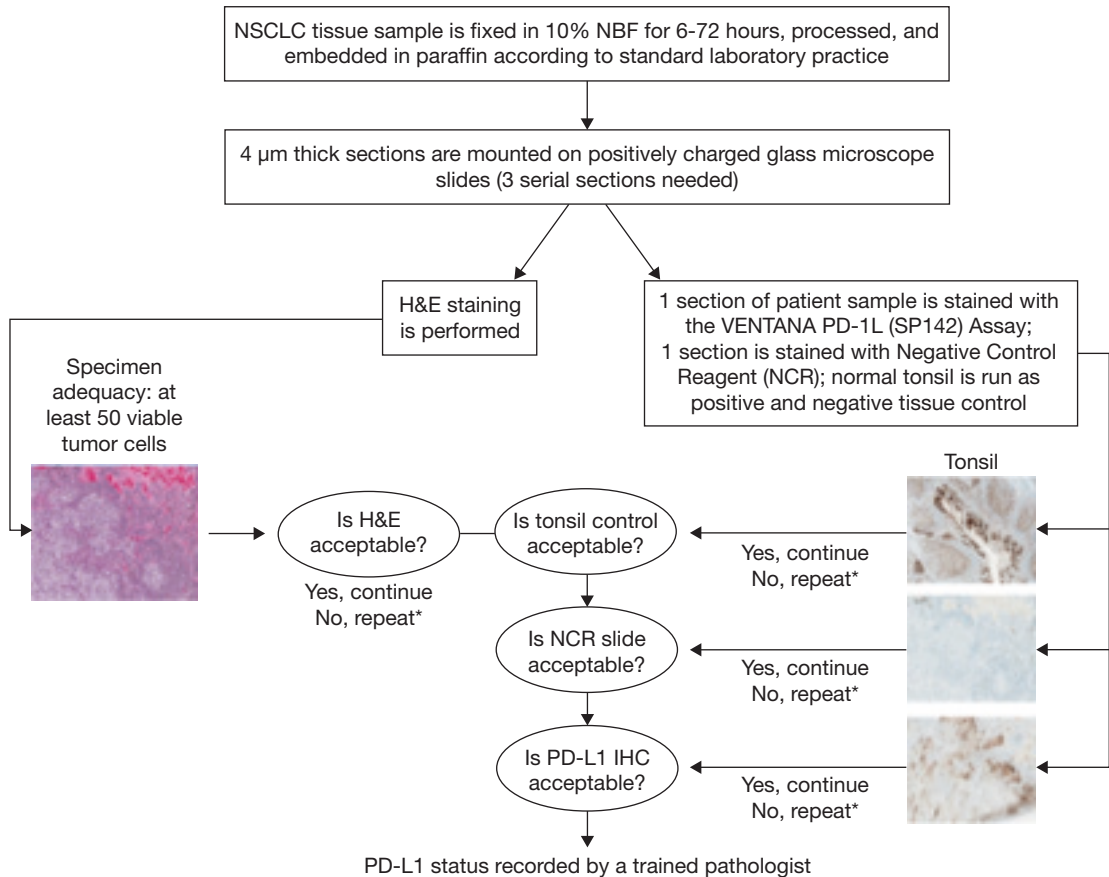 NSCLC tissue sample is fixed in 10% NBF for 6-72 hours, processed, and
embedded in paraffin according to standard laboratory practice
4 μm thick sections are mounted on positively charged glass microscope
slides (3 serial sections needed)
H&E staining
is performed
1 section of patient sample is stained with
the VENTANA PD-1L (SP142) Assay;
1 section is stained with Negative Control
Reagent (NCR); normal tonsil is run as
positive and negative tissue control
Specimen
adequacy: at
least 50 viable
tumor cells
Tonsil
Is H&E
acceptable?
Yes, continue
No, repeat*
Is tonsil control
acceptable?
Yes, continue
No, repeat*
Is NCR slide
acceptable?
Yes, continue
No, repeat*
Is PD-L1 IHC
acceptable?
Yes, continue
No, repeat*
PD-L1 status recorded by a trained pathologist